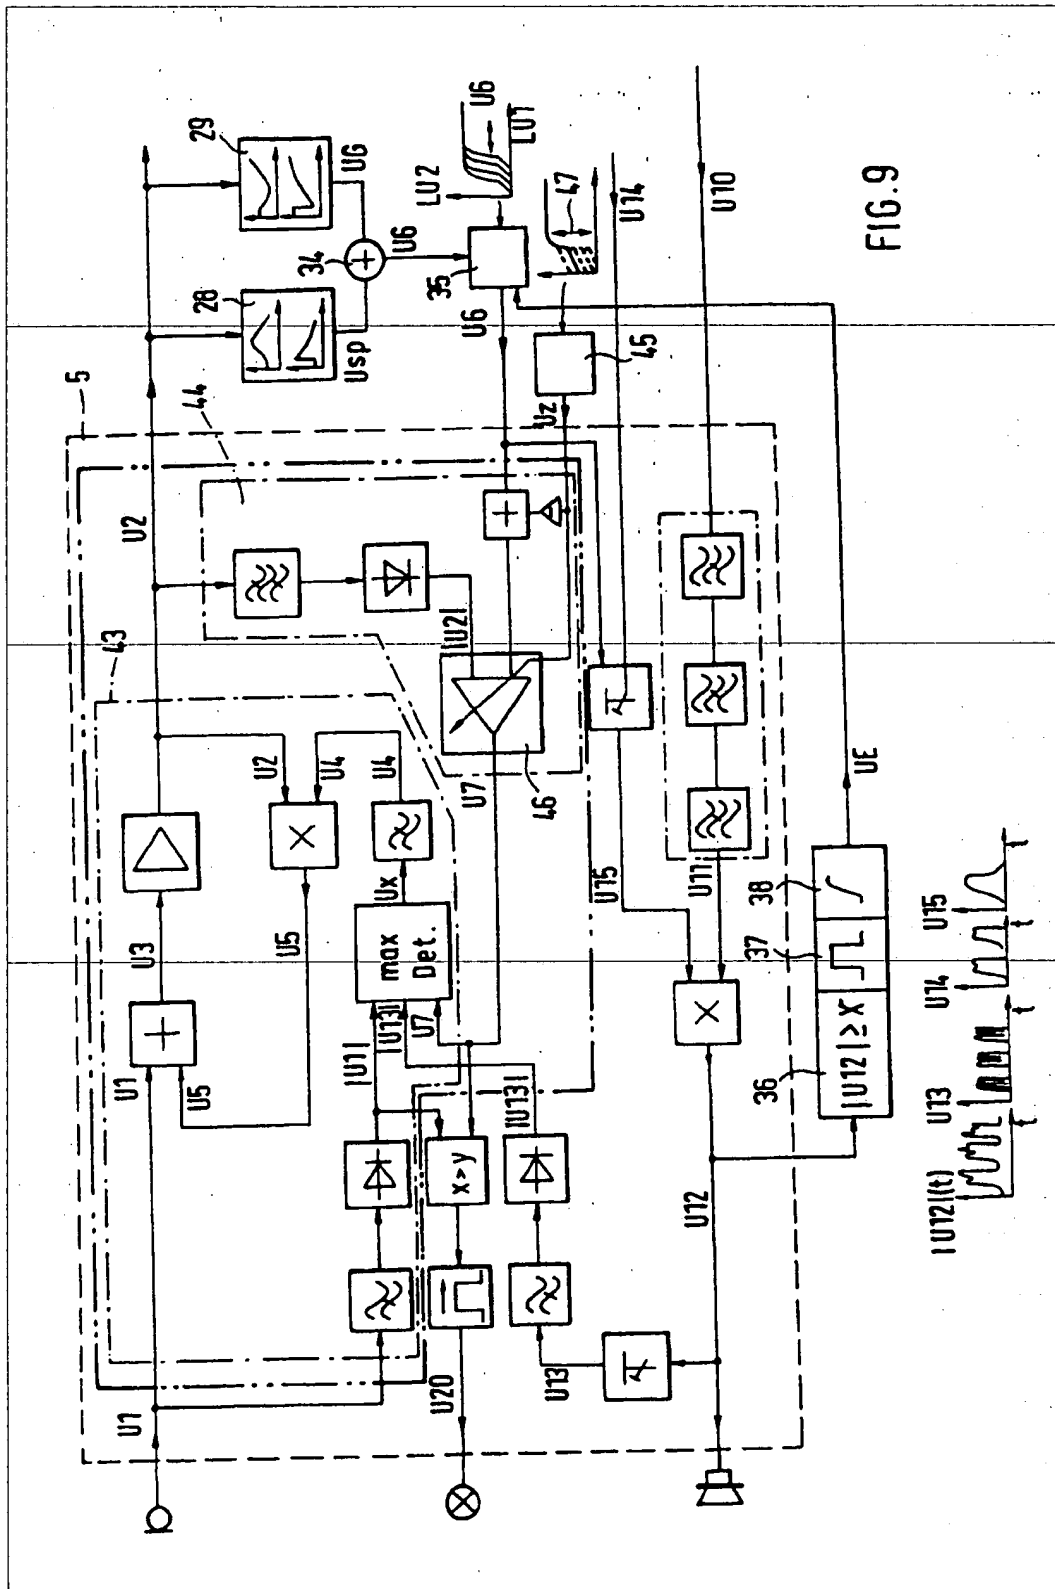 5
U1
U1
U3
U2
29
28
UG
Usp
34
U6
LU2
U6
LU1
35
U6
47
45
Uz
U14
U10
44
43
U5
U5
U2
U4
U4
|U2|
46
U7
|U1|
|U13|
U7
max
Det.
Ux
x>y
U20
|U13|
U13
U15
U11
U12
UE
36
37
38
|U12|≥X
|U12|(t)
t
U13
t
U14
t
U15
t
FIG.9